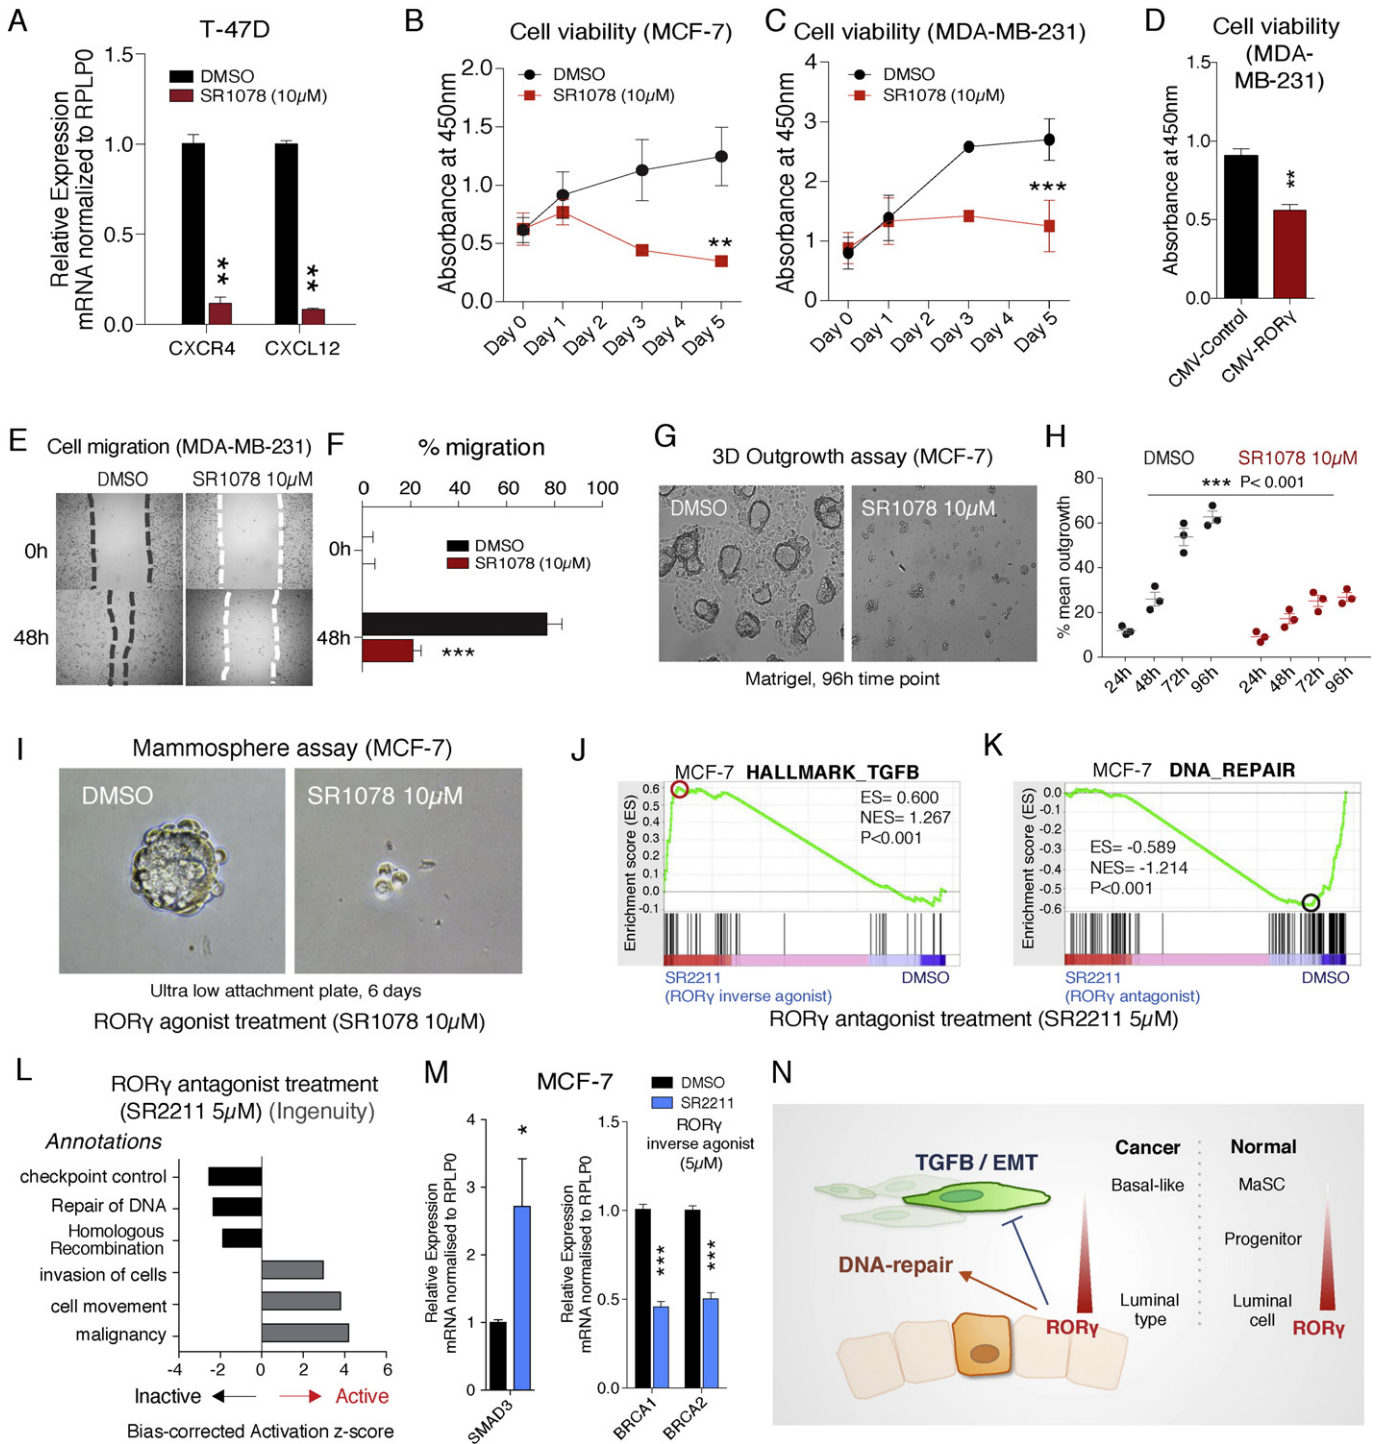 A
T-47D
Relative Expression
mRNA normalized to RPLP0
1.5
1.0
0.5
0.0
DMSO
SR1078 (10µM)
**
**
CXCR4
CXCL12
B
Cell viability (MCF-7)
Absorbance at 450nm
2.0
1.5
1.0
0.5
0.0
DMSO
SR1078 (10µM)
**
Day 0
Day 1
Day 2
Day 3
Day 4
Day 5
C
Cell viability (MDA-MB-231)
Absorbance at 450nm
4
3
2
1
0
DMSO
SR1078 (10µM)
***
Day 0
Day 1
Day 2
Day 3
Day 4
Day 5
D
Cell viability
(MDA-
MB-231)
Absorbance at 450nm
1.5
1.0
0.5
0.0
**
CMV-Control
CMV-RORγ
E
Cell migration (MDA-MB-231)
DMSO
SR1078 10µM
0h
48h
F
% migration
0
20
40
60
80
100
0h
48h
DMSO
SR1078 (10µM)
***
G
3D Outgrowth assay (MCF-7)
DMSO
SR1078 10µM
Matrigel, 96h time point
H
DMSO
SR1078 10µM
*** P< 0.001
% mean outgrowth
80
60
40
20
0
24h
48h
72h
96h
24h
48h
72h
96h
I
Mammosphere assay (MCF-7)
DMSO
SR1078 10µM
Ultra low attachment plate, 6 days
RORγ agonist treatment (SR1078 10µM)
J
MCF-7 HALLMARK_TGFB
Enrichment score (ES)
0.6
0.5
0.4
0.3
0.2
0.1
0.0
-0.1
ES= 0.600
NES= 1.267
P<0.001
SR2211
(RORγ inverse agonist)
DMSO
K
MCF-7 DNA_REPAIR
Enrichment score (ES)
0.0
-0.1
-0.2
-0.3
-0.4
-0.5
-0.6
ES= -0.589
NES= -1.214
P<0.001
SR2211
(RORγ antagonist)
DMSO
RORγ antagonist treatment (SR2211 5µM)
L
RORγ antagonist treatment
(SR2211 5µM) (Ingenuity)
Annotations
checkpoint control
Repair of DNA
Homologous
Recombination
invasion of cells
cell movement
malignancy
-4
-2
0
2
4
6
Inactive
Active
Bias-corrected Activation z-score
M
MCF-7
DMSO
SR2211
RORγ
inverse agonist
(5µM)
Relative Expression
mRNA normalised to RPLP0
4
3
2
1
0
*
SMAD3
Relative Expression
mRNA normalised to RPLP0
1.5
1.0
0.5
0.0
***
***
BRCA1
BRCA2
N
TGFB / EMT
DNA-repair
RORγ
Cancer
Basal-like
Luminal
type
Normal
MaSC
Progenitor
Luminal
cell
RORγ